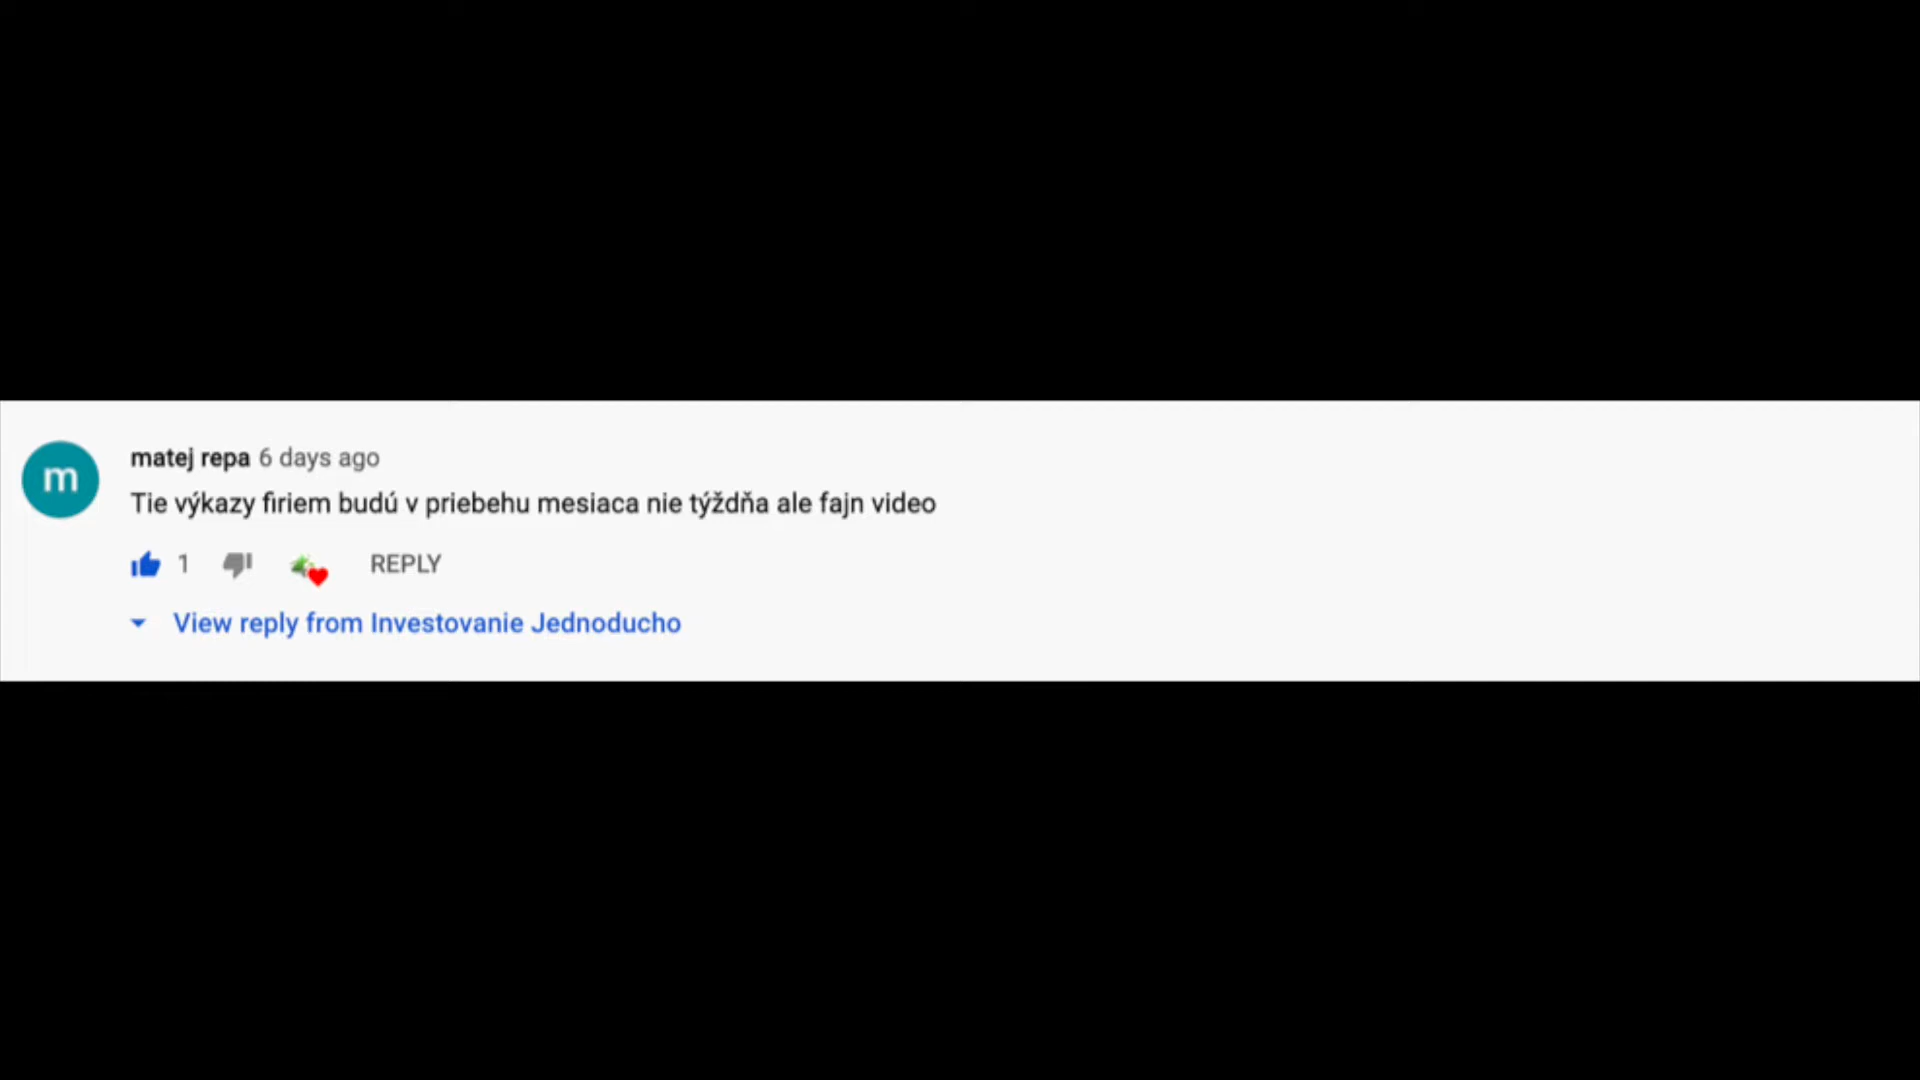 m
matej repa 6 days ago
Tie výkazy firiem budú v priebehu mesiaca nie týždňa ale fajn video
1 REPLY
View reply from Investovanie Jednoducho